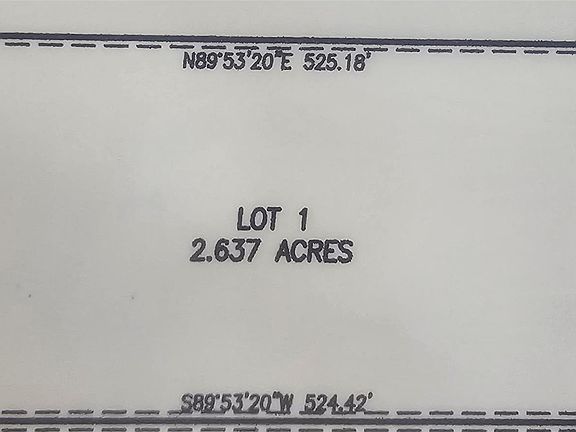 N89°53'20"E 525.18'
LOT 1
2.637 ACRES
S89°53'20"W 524.42'